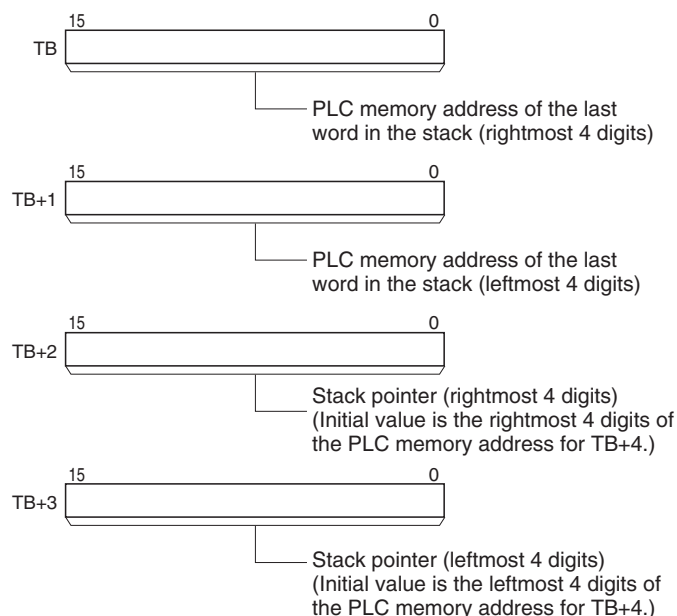 15 0
TB
PLC memory address of the last
word in the stack (rightmost 4 digits)
15 0
TB+1
PLC memory address of the last
word in the stack (leftmost 4 digits)
15 0
TB+2
Stack pointer (rightmost 4 digits)
(Initial value is the rightmost 4 digits of
the PLC memory address for TB+4.)
15 0
TB+3
Stack pointer (leftmost 4 digits)
(Initial value is the leftmost 4 digits of
the PLC memory address for TB+4.)